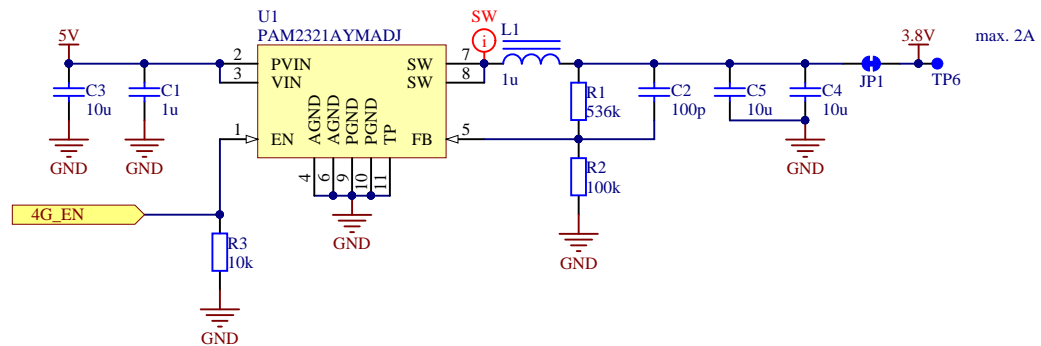 U1
PAM2321AYMADJ
SW
i
L1
1u
5V
3.8V
max. 2A
2
PVIN
SW
7
3
VIN
SW
8
C3
10u
C1
1u
1
EN
AGND
AGND
PGND
PGND
TP
FB
5
4
6
9
10
11
R1
536k
C2
100p
C5
10u
C4
10u
JP1
TP6
GND
GND
GND
R2
100k
4G_EN
GND
GND
R3
10k
GND